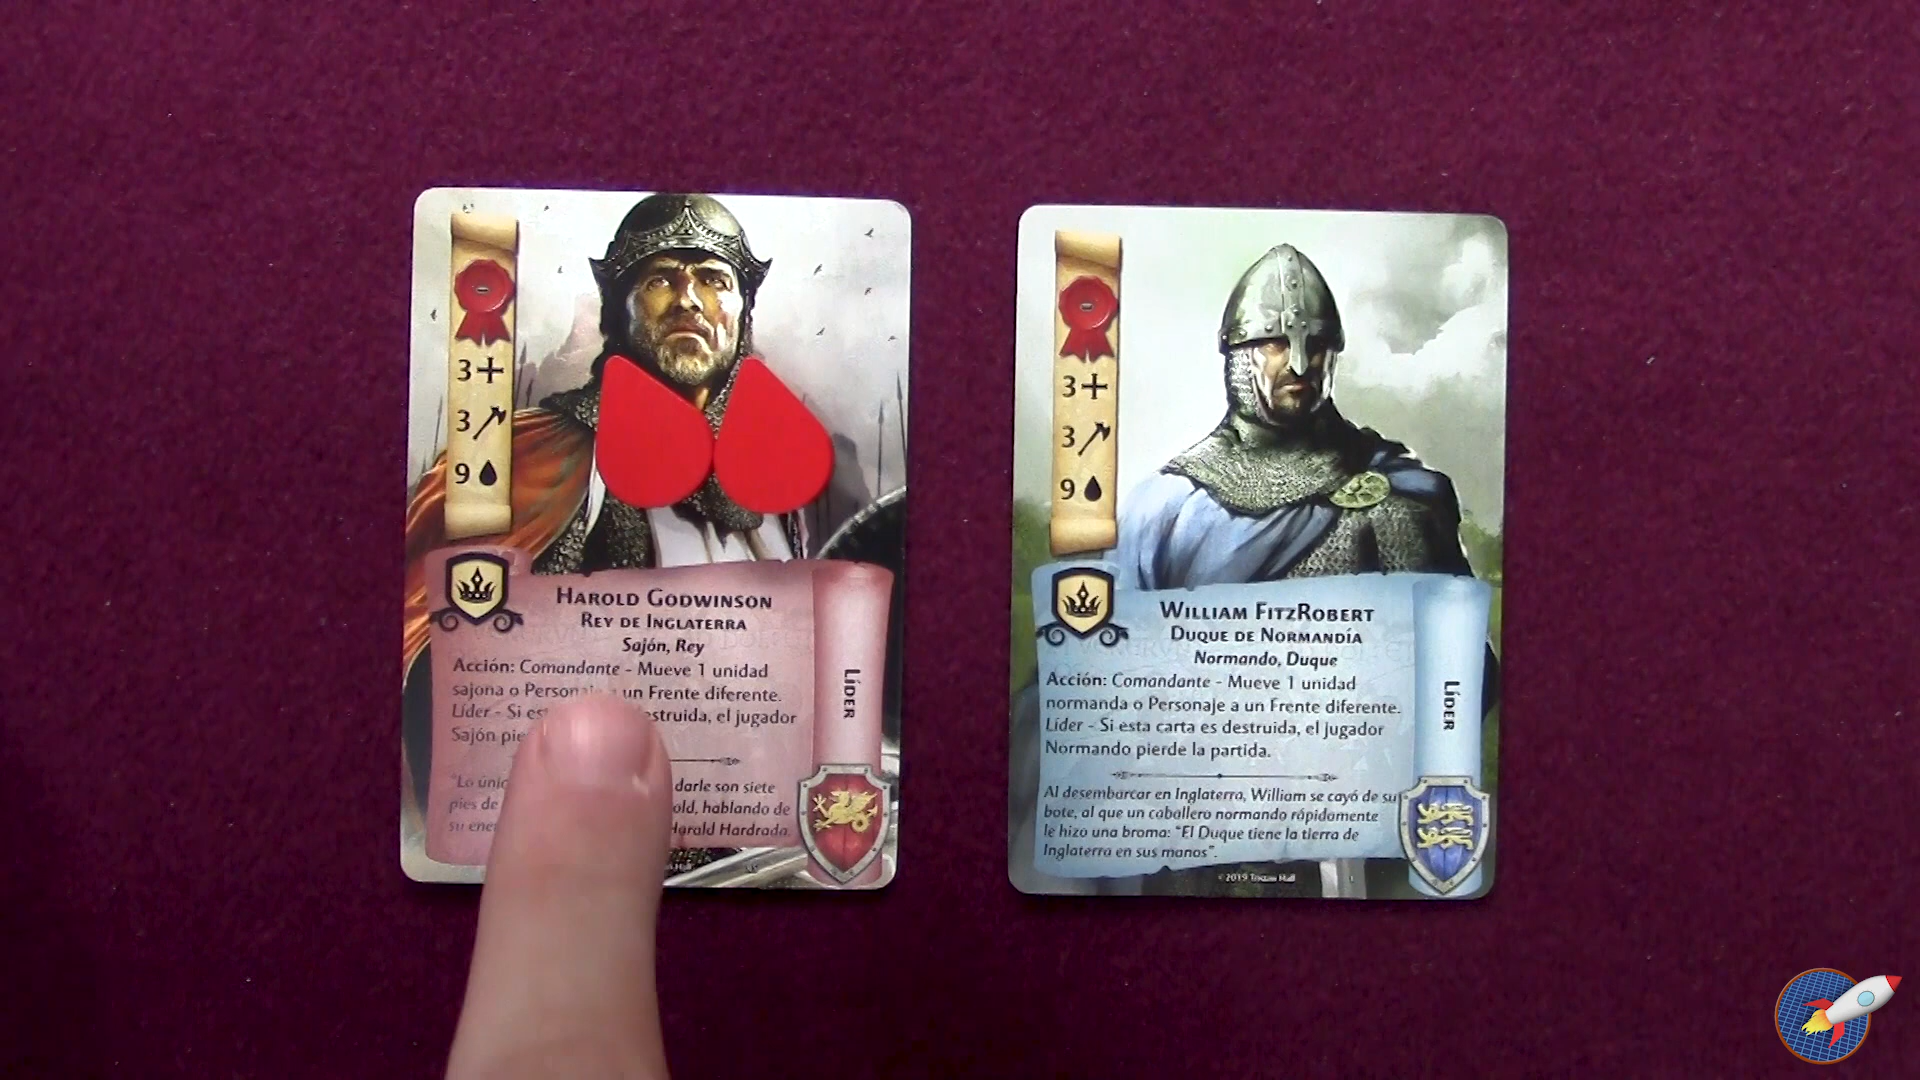 3
3
9
HAROLD GODWINSON
REY DE INGLATERRA
Sajón, Rey
Acción: Comandante - Mueve 1 unidad
sajona o Personaje un Frente diferente.
Líder - Si destruida, el jugador
Sajón
LÍDER
"Lo darle son siete
pies de hablando de
su Harald Hardrada.
3
3
9
WILLIAM FITZROBERT
DUQUE DE NORMANDÍA
Normando, Duque
Acción: Comandante - Mueve 1 unidad
normanda o Personaje a un Frente diferente.
Líder - Si esta carta es destruida, el jugador
Normando pierde la partida.
LÍDER
Al desembarcar en Inglaterra, William se cayó de su
bote, al que un caballero normando rápidamente
le hizo una broma: "El Duque tiene la tierra de
Inglaterra en sus manos".
©2019 Tristan Hall 1